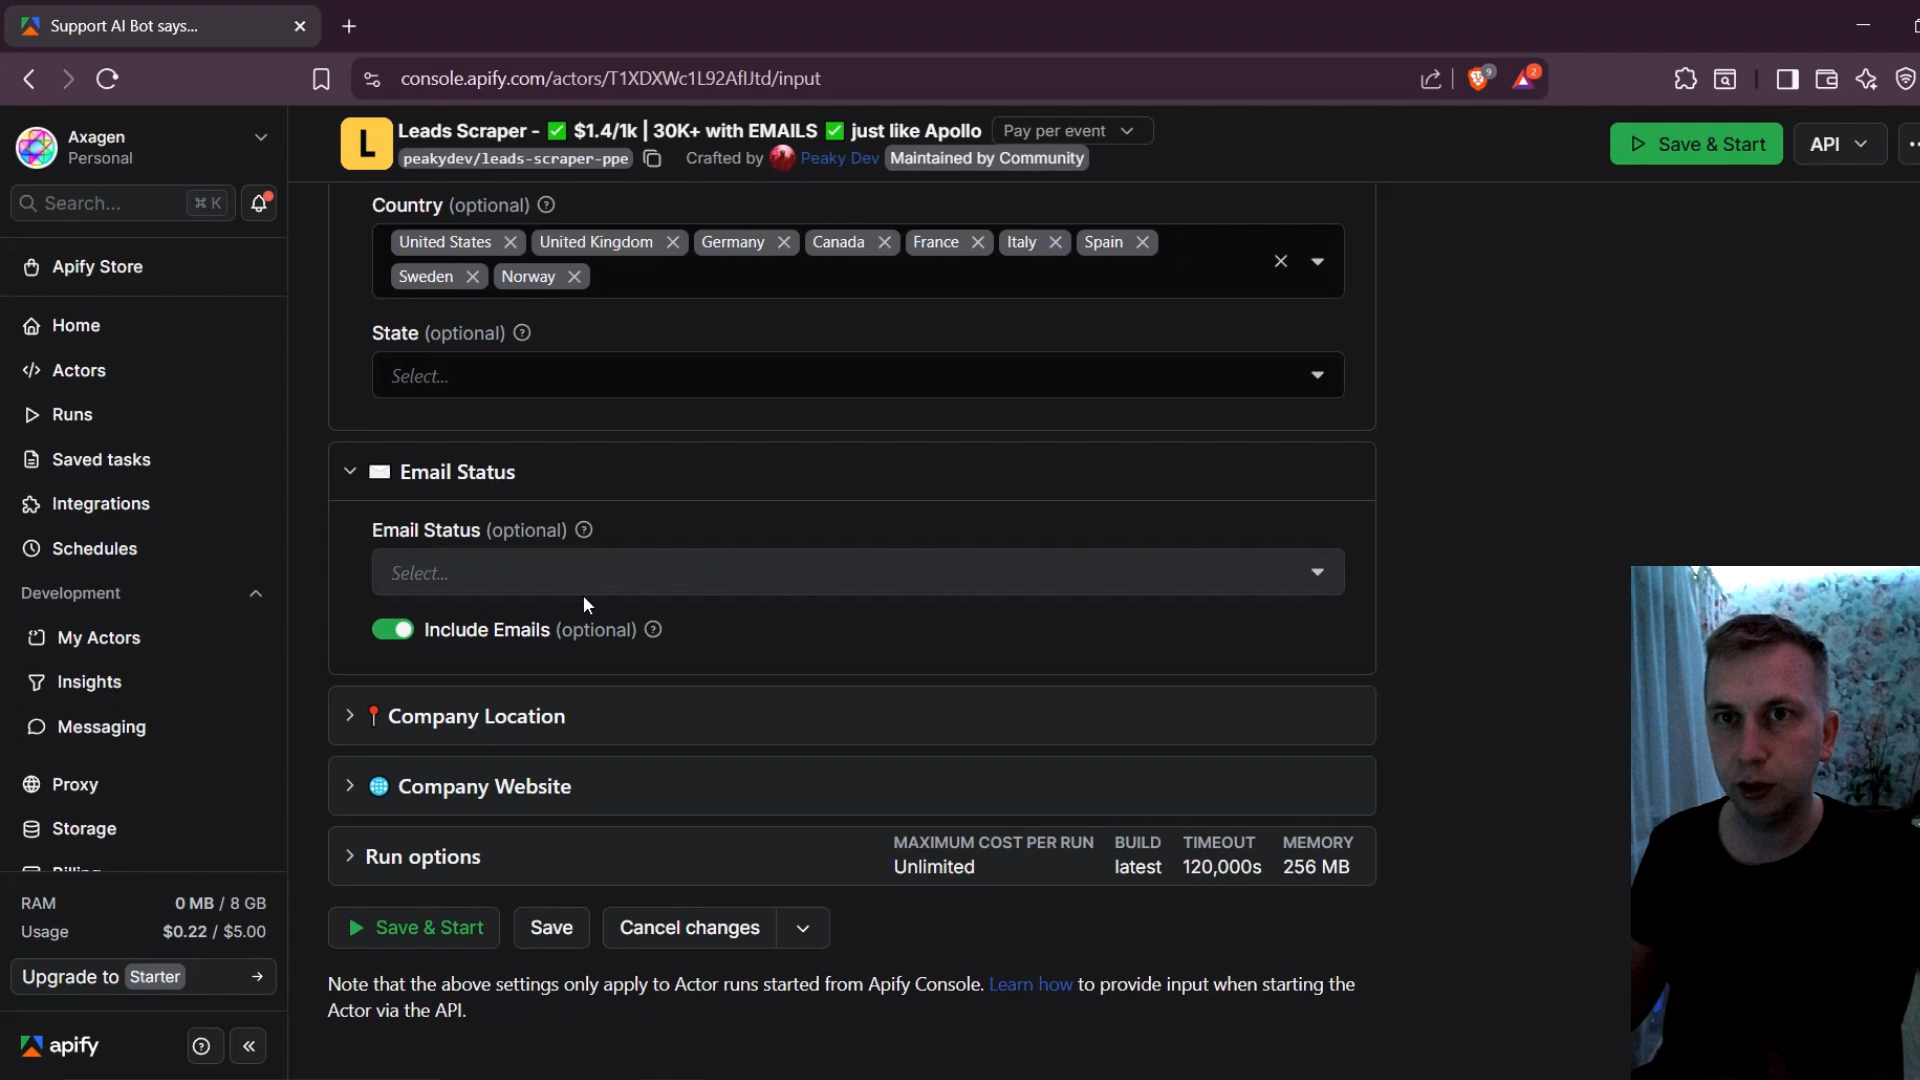 Support AI Bot says...
console.apify.com/actors/T1XDXWc1L92AfIJtd/input
9
2
Axagen
Personal
Search...
⌘ K
Apify Store
Home
Actors
Runs
Saved tasks
Integrations
Schedules
Development
My Actors
Insights
Messaging
Proxy
Storage
RAM
0 MB / 8 GB
Usage
$0.22 / $5.00
Upgrade to Starter
apify
L
Leads Scraper - ✅ $1.4/1k | 30K+ with EMAILS ✅ just like Apollo
Pay per event
peakydev/leads-scraper-ppe
Crafted by Peaky Dev
Maintained by Community
Save & Start
API
Country (optional)
United States
United Kingdom
Germany
Canada
France
Italy
Spain
Sweden
Norway
State (optional)
Select...
Email Status
Email Status (optional)
Select...
Include Emails (optional)
Company Location
Company Website
Run options
MAXIMUM COST PER RUN
Unlimited
BUILD
latest
TIMEOUT
120,000s
MEMORY
256 MB
Save & Start
Save
Cancel changes
Note that the above settings only apply to Actor runs started from Apify Console. Learn how to provide input when starting the
Actor via the API.